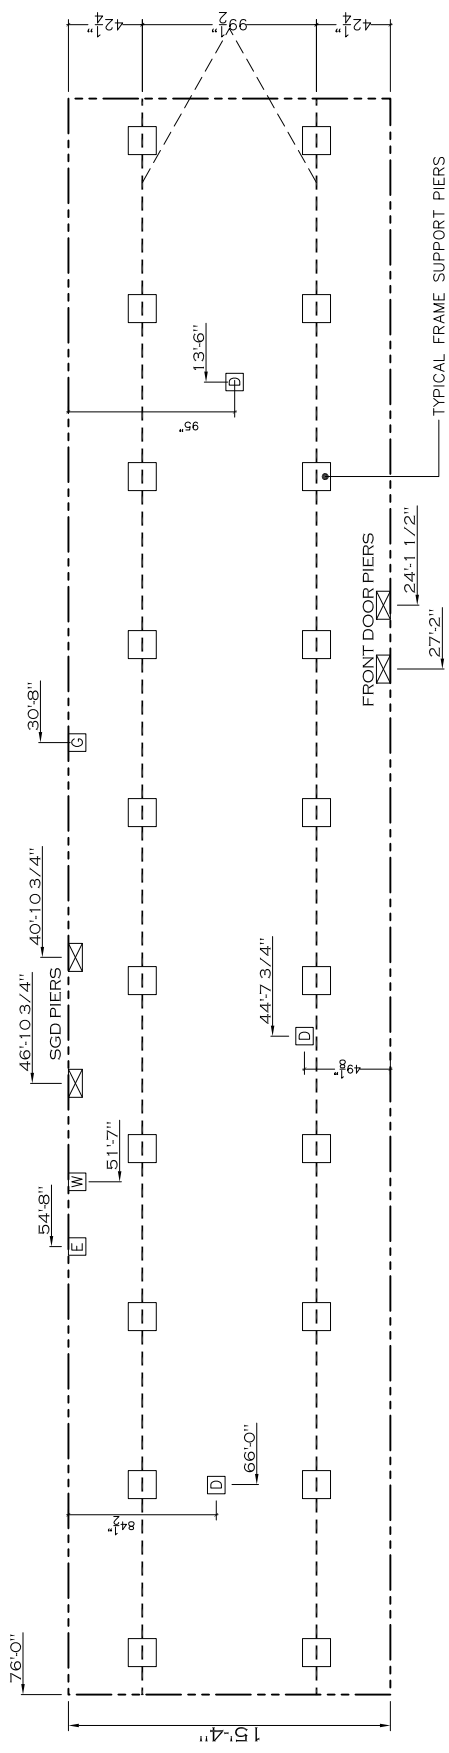 42 1/4"
99 1/2"
42 1/4"
TYPICAL FRAME SUPPORT PIERS
13'-6"
D
95"
24'-1 1/2"
FRONT DOOR PIERS
27'-2"
30'-8"
G
40'-10 3/4"
SGD PIERS
46'-10 3/4"
44'-7 3/4"
D
49 1/8"
51'-7"
W
54'-8"
E
66'-0"
D
84 1/2"
76'-0"
15'-4"